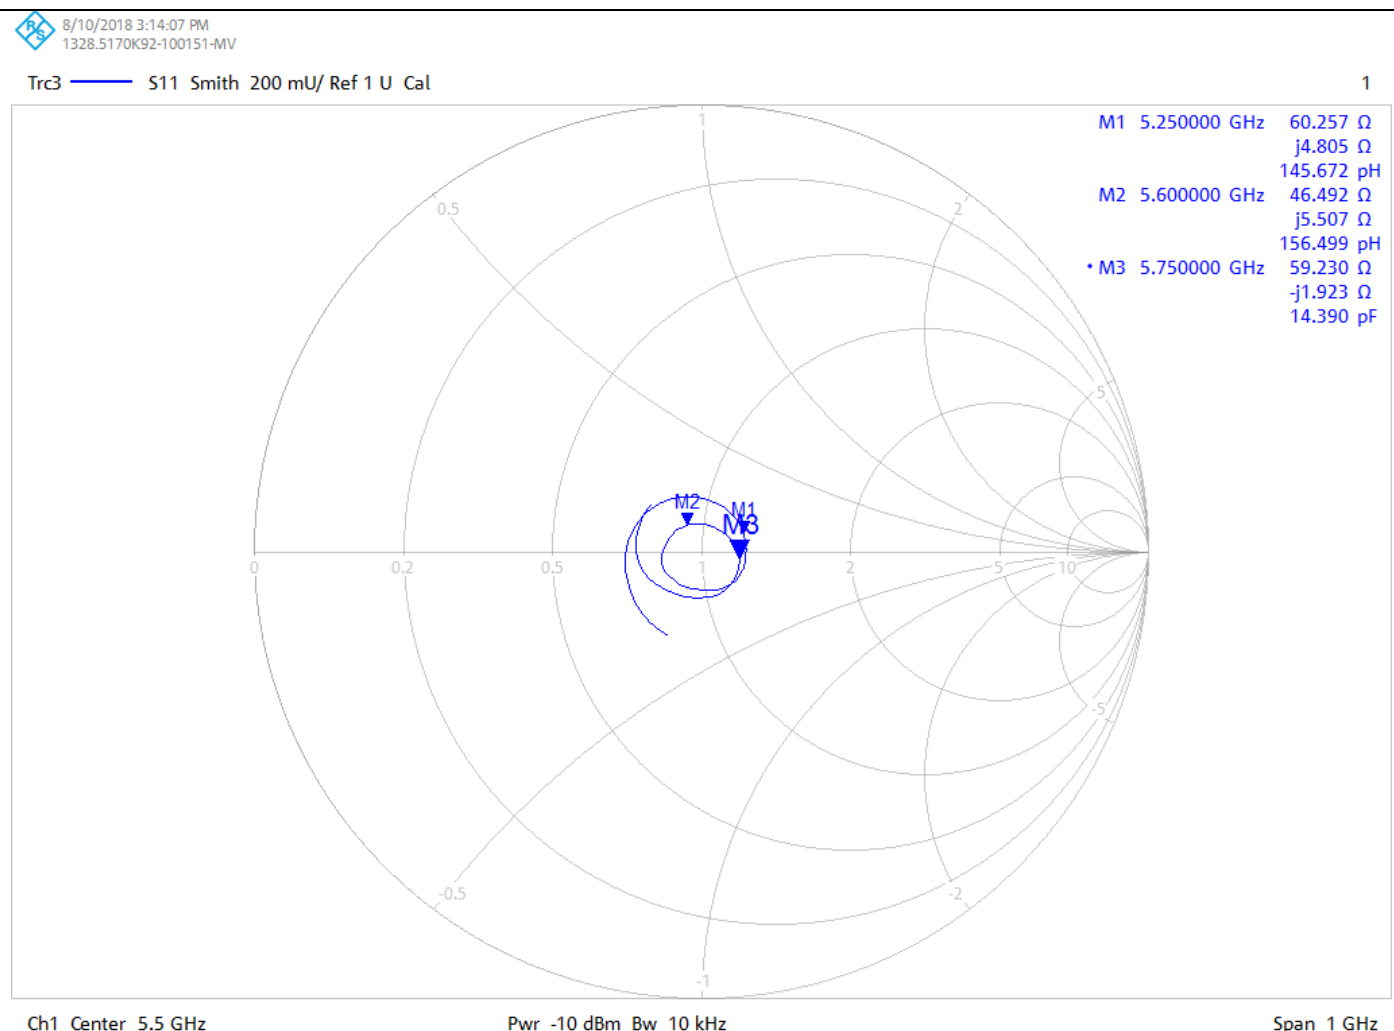 R&S
8/10/2018 3:14:07 PM
1328.5170K92-100151-MV
Trc3 S11 Smith 200 mU/ Ref 1 U Cal 1
M1 5.250000 GHz 60.257 Ω
j4.805 Ω
145.672 pH
M2 5.600000 GHz 46.492 Ω
j5.507 Ω
156.499 pH
• M3 5.750000 GHz 59.230 Ω
-j1.923 Ω
14.390 pF
1
0.5 2
5
M2 M1
M3
0 0.2 0.5 1 2 5 10
-5
-0.5 -2
-1
Ch1 Center 5.5 GHz Pwr -10 dBm Bw 10 kHz Span 1 GHz